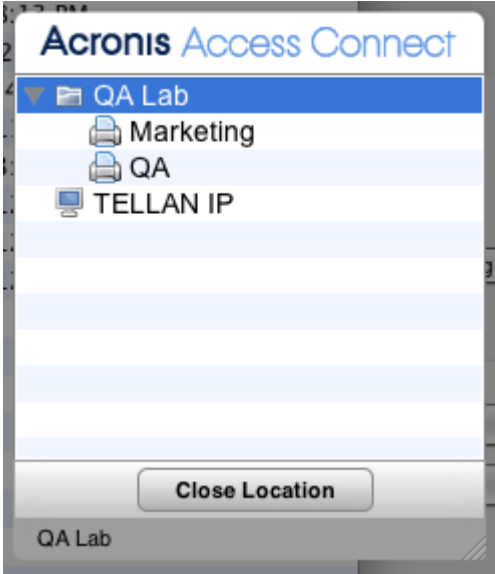 Acronis Access Connect
QA Lab
Marketing
QA
TELLAN IP
Close Location
QA Lab